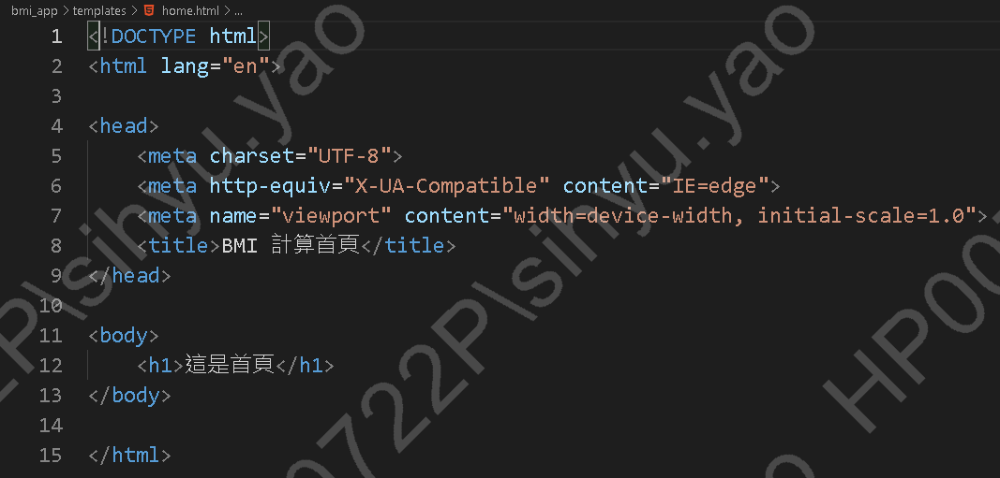 bmi_app > templates > home.html > ...
1 <!DOCTYPE html>
2 <html lang="en">
3
4 <head>
5     <meta charset="UTF-8">
6     <meta http-equiv="X-UA-Compatible" content="IE=edge">
7     <meta name="viewport" content="width=device-width, initial-scale=1.0">
8     <title>BMI 計算首頁</title>
9 </head>
10
11 <body>
12     <h1>這是首頁</h1>
13 </body>
14
15 </html>
2P\sihyu.yao
0722P\sihyu.yao
HP007